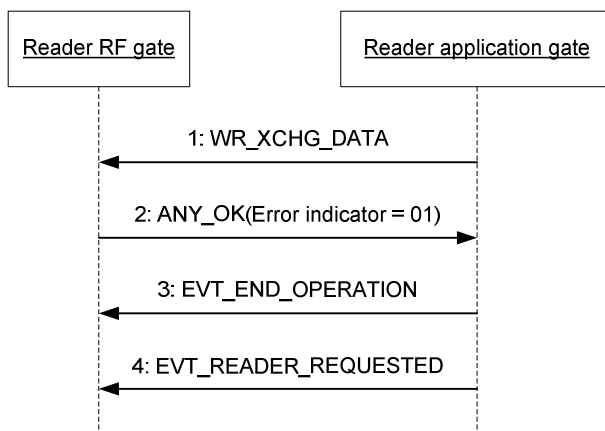 Reader RF gate
Reader application gate
1: WR_XCHG_DATA
2: ANY_OK(Error indicator = 01)
3: EVT_END_OPERATION
4: EVT_READER_REQUESTED